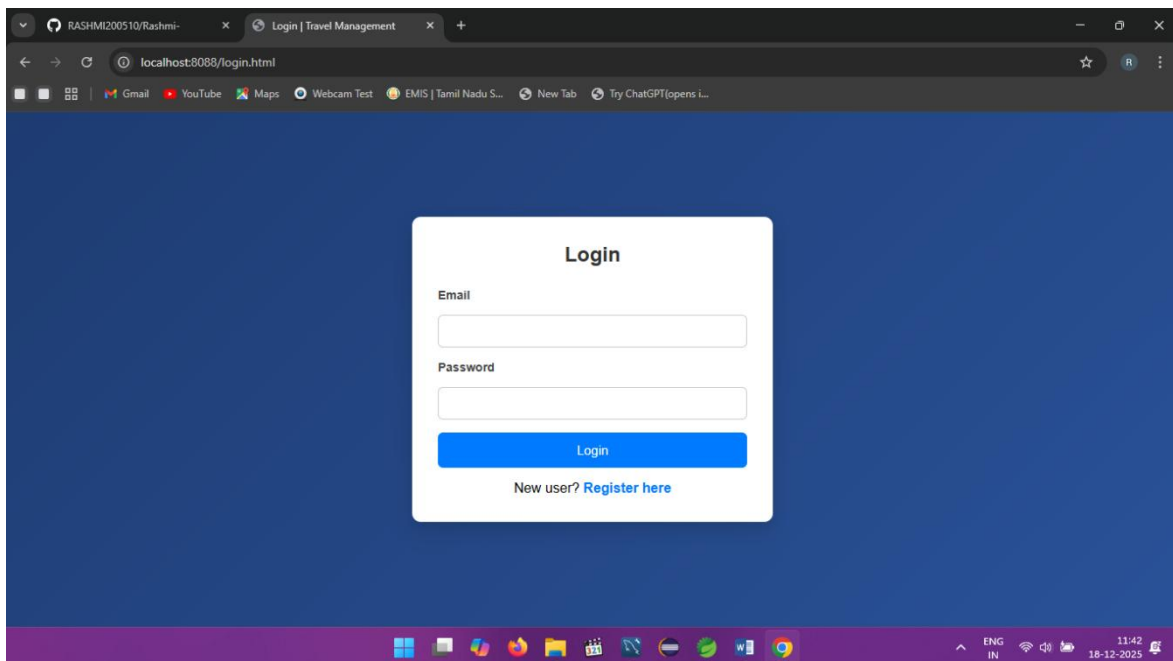 RASHMI200510/Rashmi- Login | Travel Management
localhost:8088/login.html R
Gmail YouTube Maps Webcam Test EMIS | Tamil Nadu S... New Tab Try ChatGPT(opens i...
Login
Email
Password
Login
New user? Register here
321
W
ENG 11:42
IN 18-12-2025